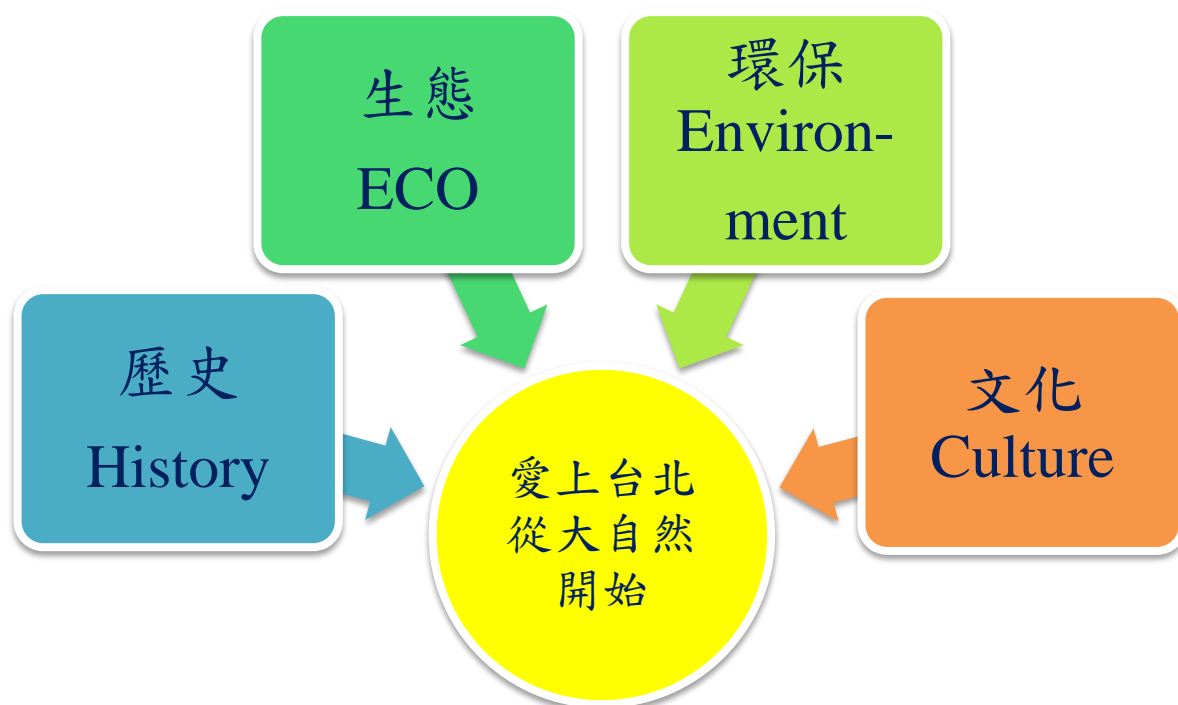 生態
ECO
環保
Environ-
ment
歷史
History
文化
Culture
愛上台北
從大自然
開始